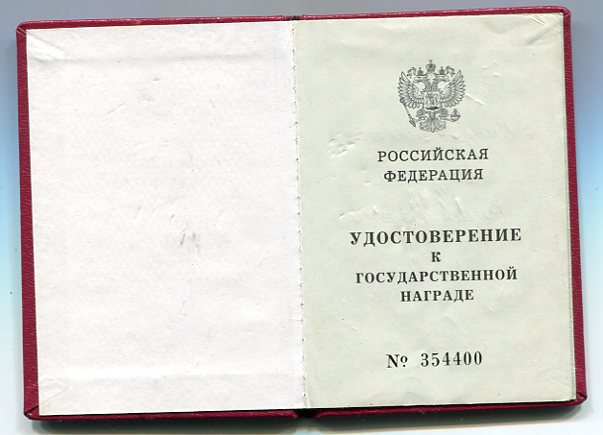 РОССИЙСКАЯ
ФЕДЕРАЦИЯ
УДОСТОВЕРЕНИЕ
К
ГОСУДАРСТВЕННОЙ
НАГРАДЕ
№ 354400